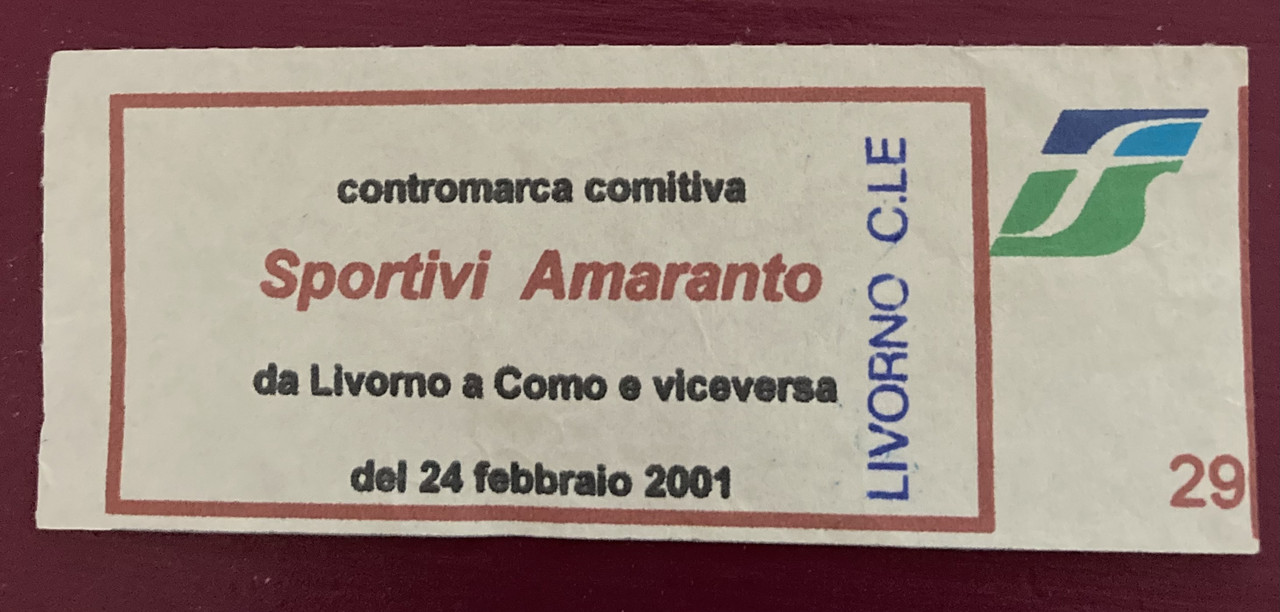 contromarca comitiva
Sportivi Amaranto
da Livorno a Como e viceversa
del 24 febbraio 2001
LIVORNO C.LE
29